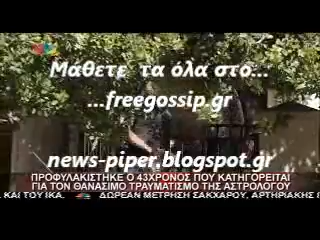 Μάθετε τα όλα στο...
...freegossip.gr
news-piper.blogspot.gr
ΠΡΟΦΥΛΑΚΙΣΤΗΚΕ Ο 43ΧΡΟΝΟΣ ΠΟΥ ΚΑΤΗΓΟΡΕΙΤΑΙ
ΓΙΑ ΤΟΝ ΘΑΝΑΣΙΜΟ ΤΡΑΥΜΑΤΙΣΜΟ ΤΗΣ ΑΣΤΡΟΛΟΓΟΥ
ΚΑΙ ΤΟΥ ΙΚΑ, ΔΩΡΕΑΝ ΜΕΤΡΗΣΗ ΣΑΚΧΑΡΟΥ, ΑΡΤΗΡΙΑΚΗΣ